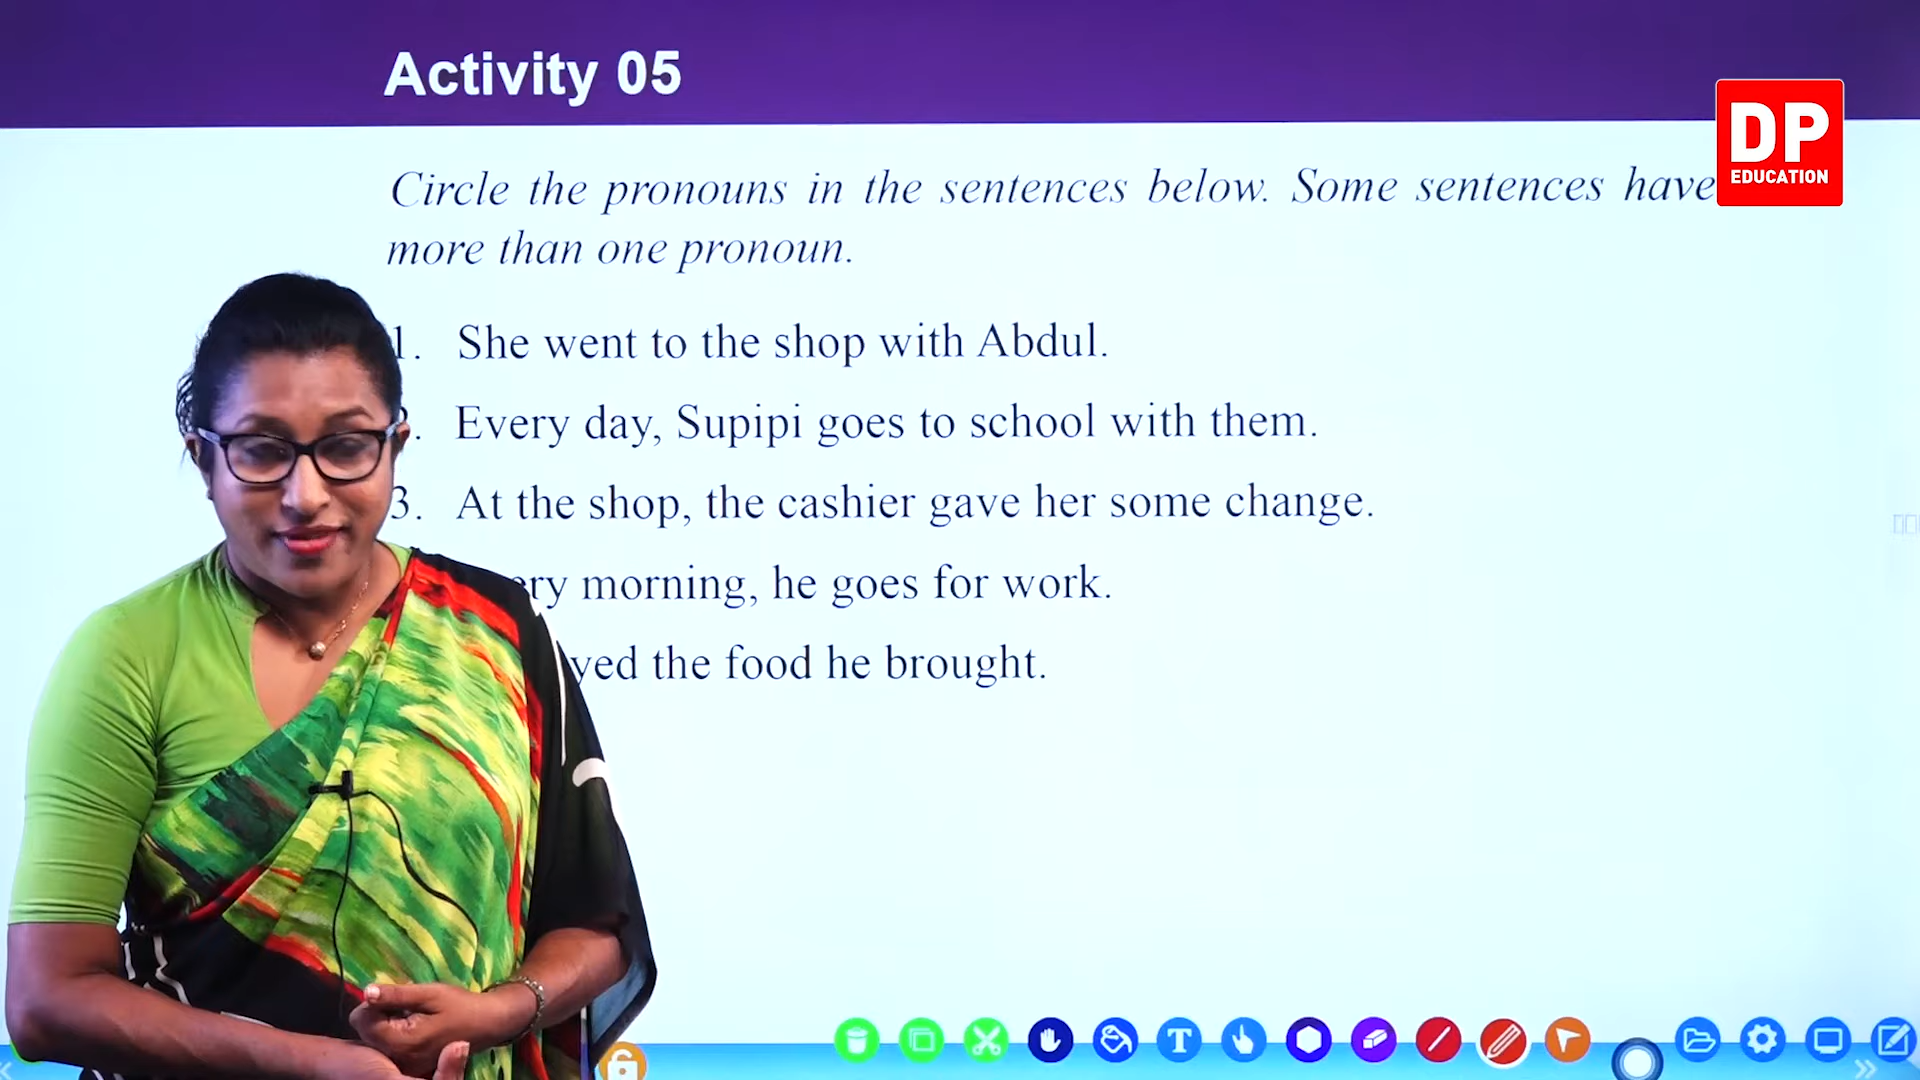 Activity 05
DP
EDUCATION
Circle the pronouns in the sentences below. Some sentences have
more than one pronoun.
1. She went to the shop with Abdul.
Every day, Supipi goes to school with them.
3. At the shop, the cashier gave her some change.
morning, he goes for work.
the food he brought.
T